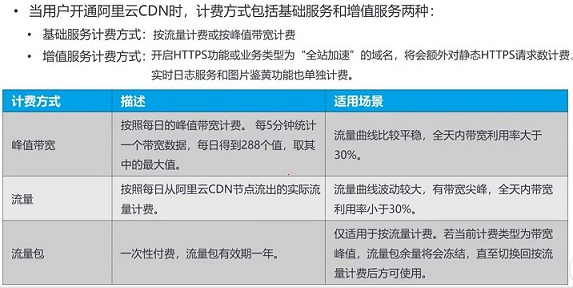 当用户开通阿里云CDN时，计费方式包括基础服务和增值服务两种：
基础服务计费方式：按流量计费或按峰值带宽计费
增值服务计费方式：开启HTTPS功能或业务类型为“全站加速”的域名，将会额外对静态HTTPS请求数计费，
实时日志服务和图片鉴黄功能也单独计费。
计费方式 描述 适用场景
峰值带宽
按照每日的峰值带宽计费。每5分钟统计
一个带宽数据，每日得到288个值，取其
中的最大值。
流量曲线比较平稳，全天内带宽利用率大于
30%。
流量
按照每日从阿里云CDN节点流出的实际流
量计费。
流量曲线波动较大，有带宽尖峰，全天内带宽
利用率小于30%。
流量包
一次性付费，流量包有效期一年。
仅适用于按流量计费。若当前计费类型为带宽
峰值，流量包余量将会冻结，直至切换回按流
量计费后方可使用。